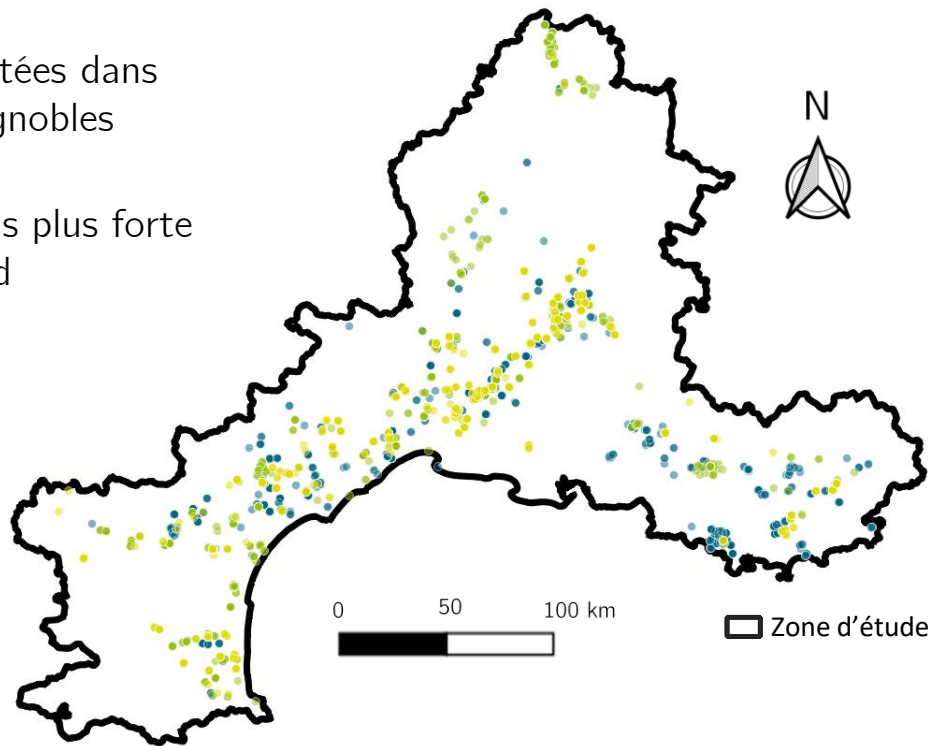 tées dans
gnobles
s plus forte
d
N
0 50 100 km
Zone d'étude